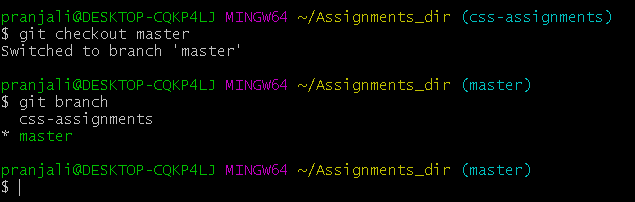 pranjali@DESKTOP-CQKP4LJ MINGW64 ~/Assignments_dir (css-assignments)
$ git checkout master
Switched to branch 'master'
pranjali@DESKTOP-CQKP4LJ MINGW64 ~/Assignments_dir (master)
$ git branch
  css-assignments
* master
pranjali@DESKTOP-CQKP4LJ MINGW64 ~/Assignments_dir (master)
$